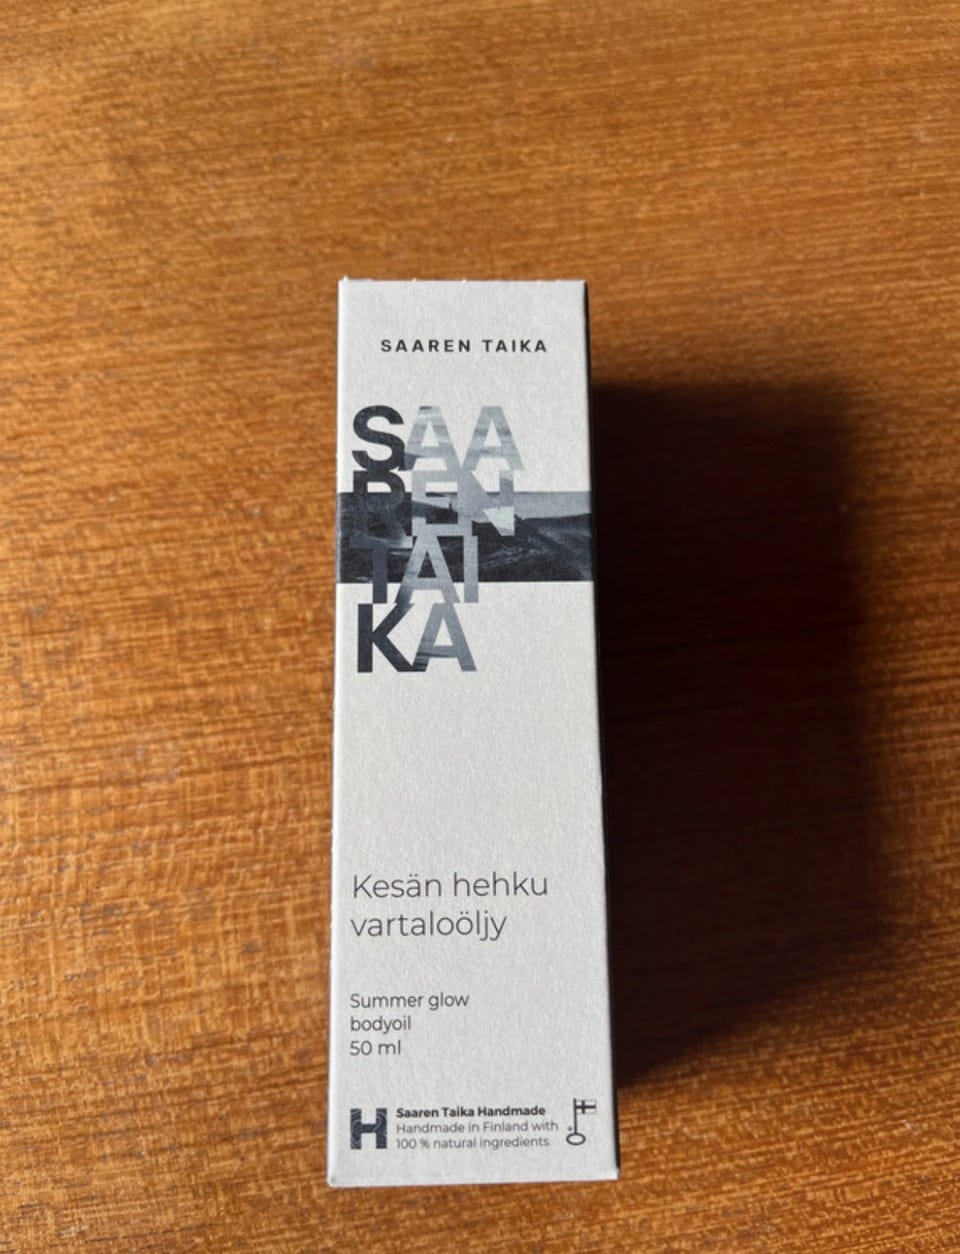 SAAREN TAIKA
SAA
REN
TAI
KA
Kesän hehku
vartaloöljy
Summer glow
bodyoil
50 ml
H
Saaren Taika Handmade
Handmade in Finland with
100 % natural ingredients